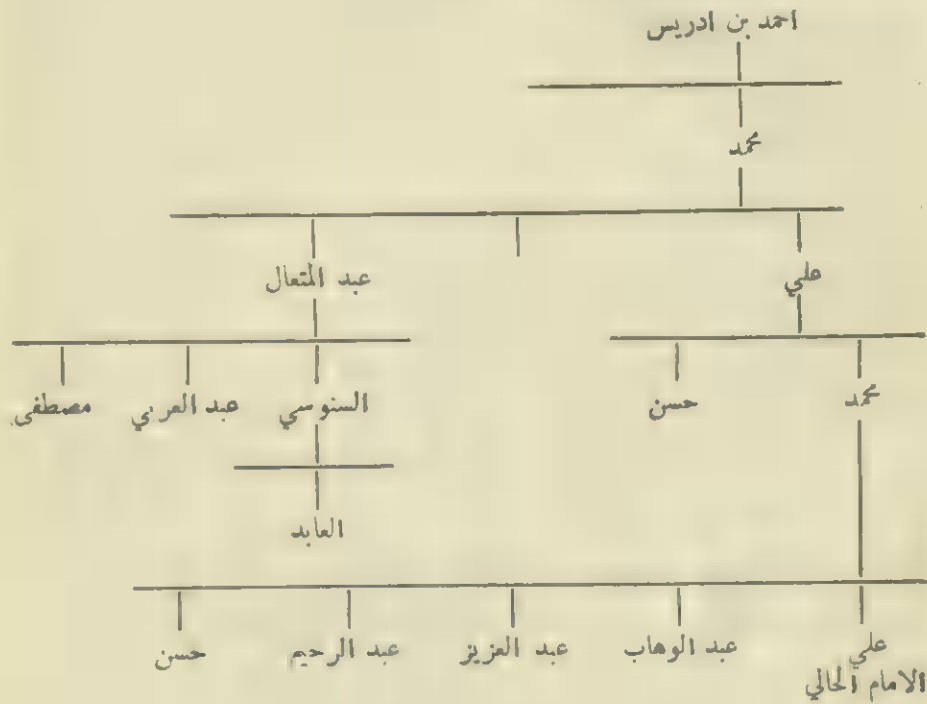 احمد بن ادريس
محمد
علي عبد المتعال
محمد حسن السنوسي عبد العربي مصطفى
العابد
علي عبد الوهاب عبد العزيز عبد الرحيم حسن
الامام الحالي